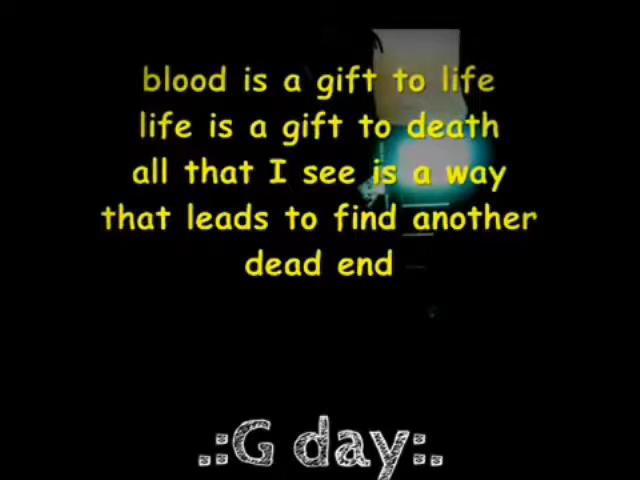 blood is a gift to life
life is a gift to death
all that I see is a way
that leads to find another
dead end
.:G day:.